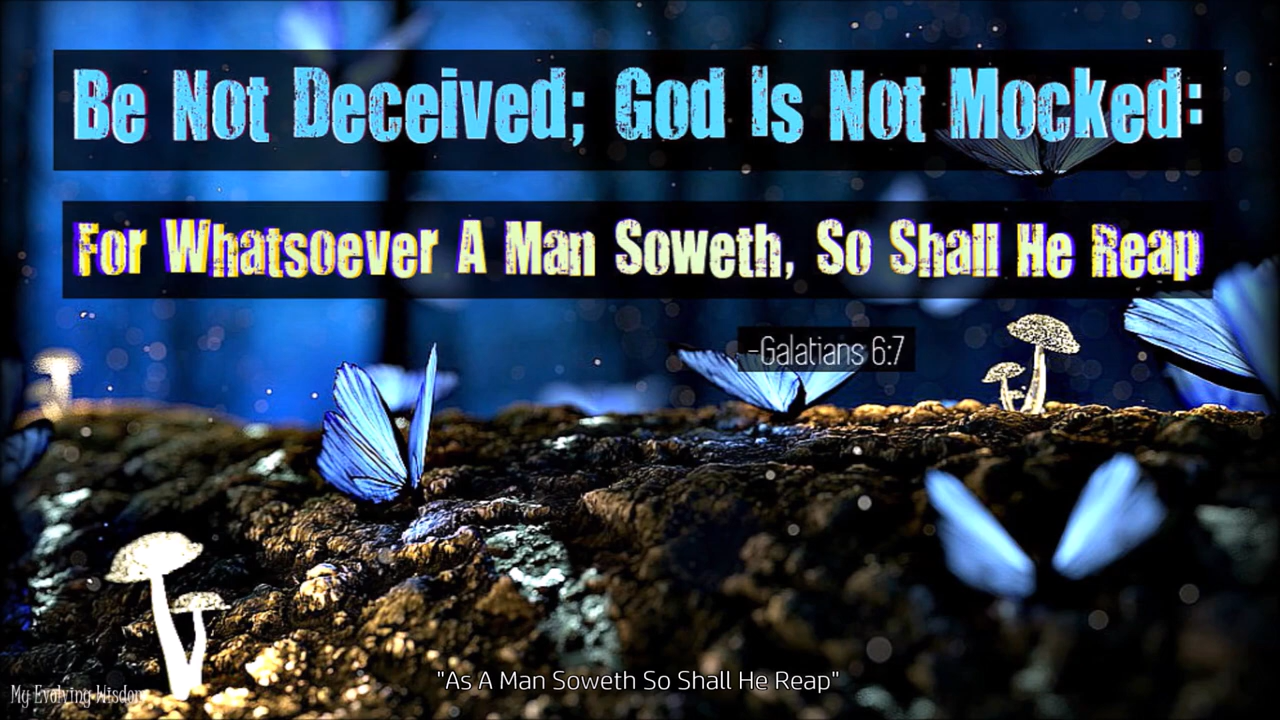 Be Not Deceived; God Is Not Mocked:
For Whatsoever A Man Soweth, So Shall He Reap
-Galatians 6:7
"As A Man Soweth So Shall He Reap"
My Evolving Wisdom